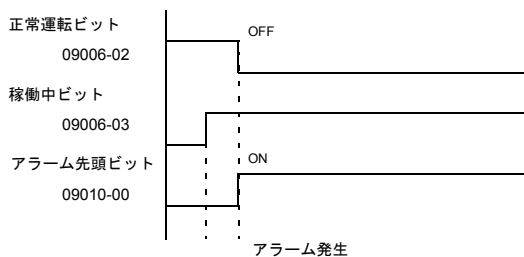 正常運転ビット
OFF
09006-02
稼働中ビット
09006-03
アラーム先頭ビット
ON
09010-00
アラーム発生